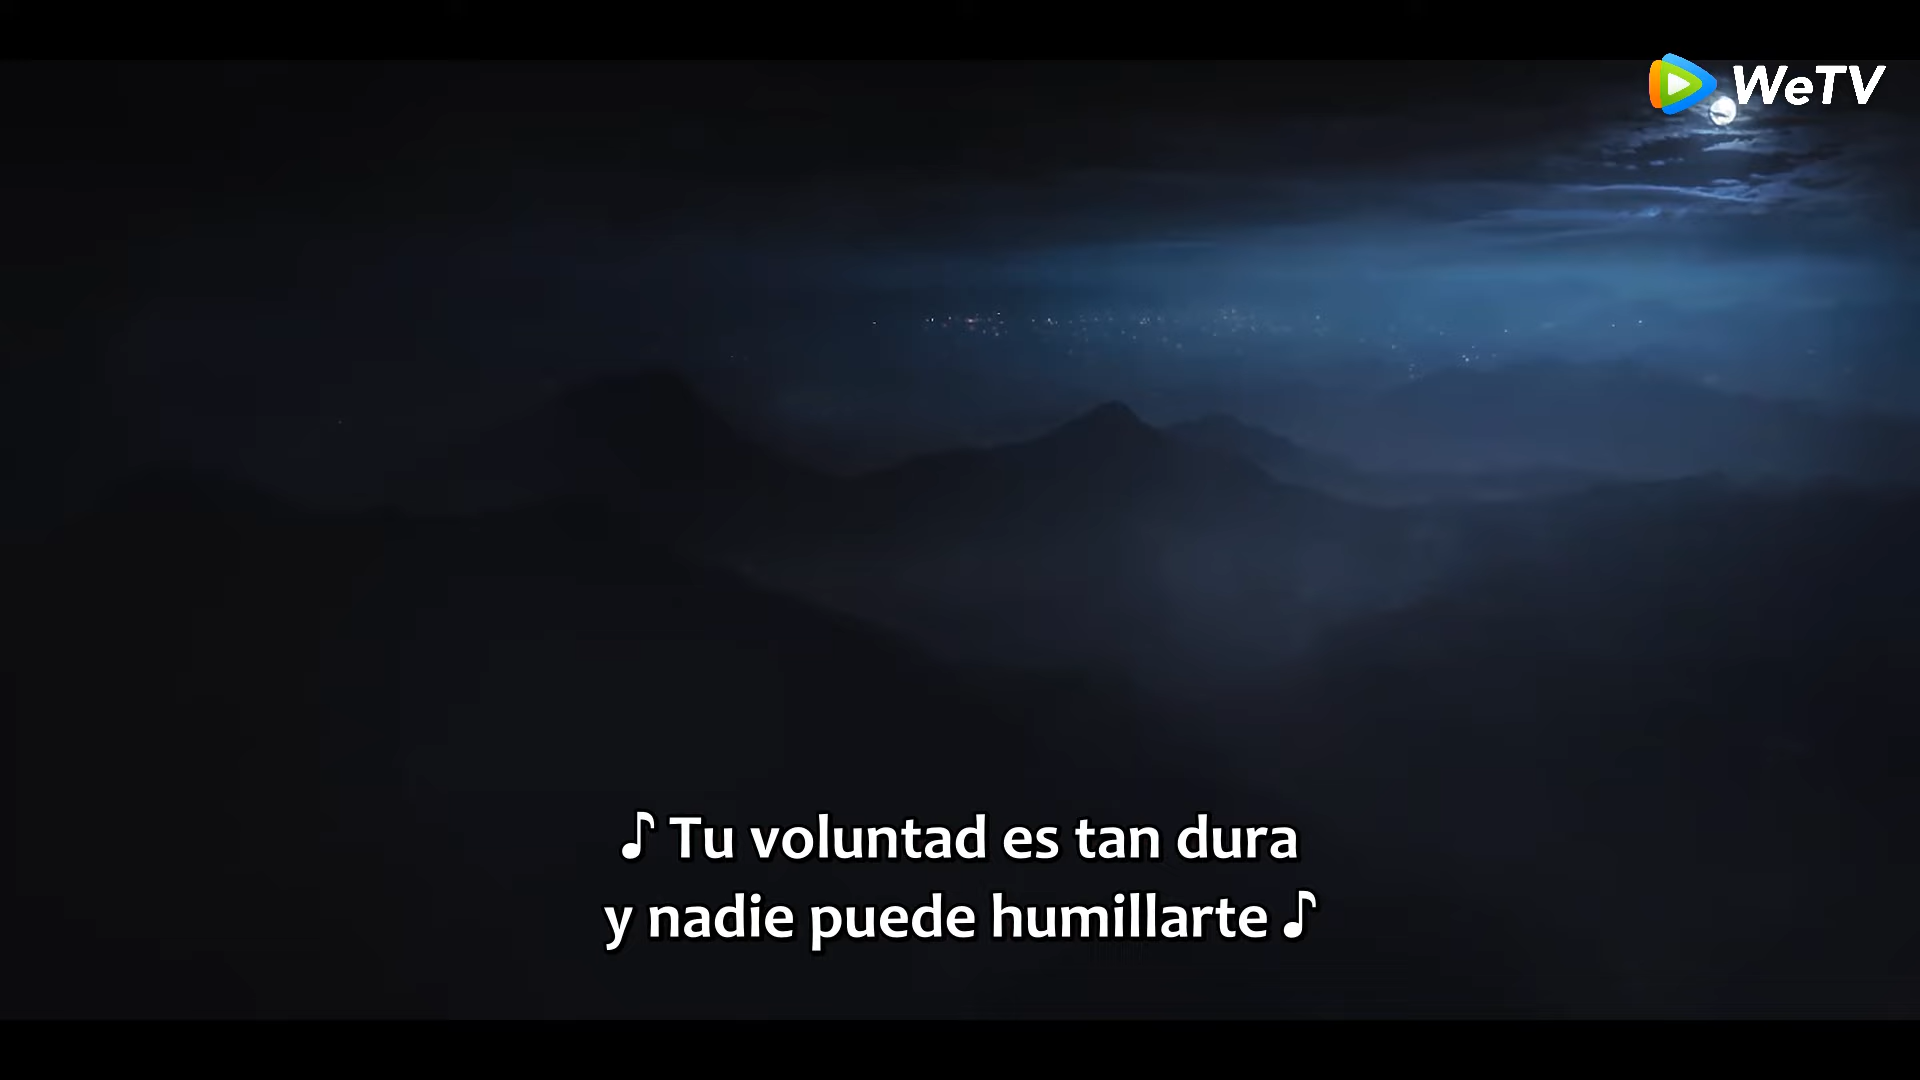 WeTV
♪ Tu voluntad es tan dura
y nadie puede humillarte ♪